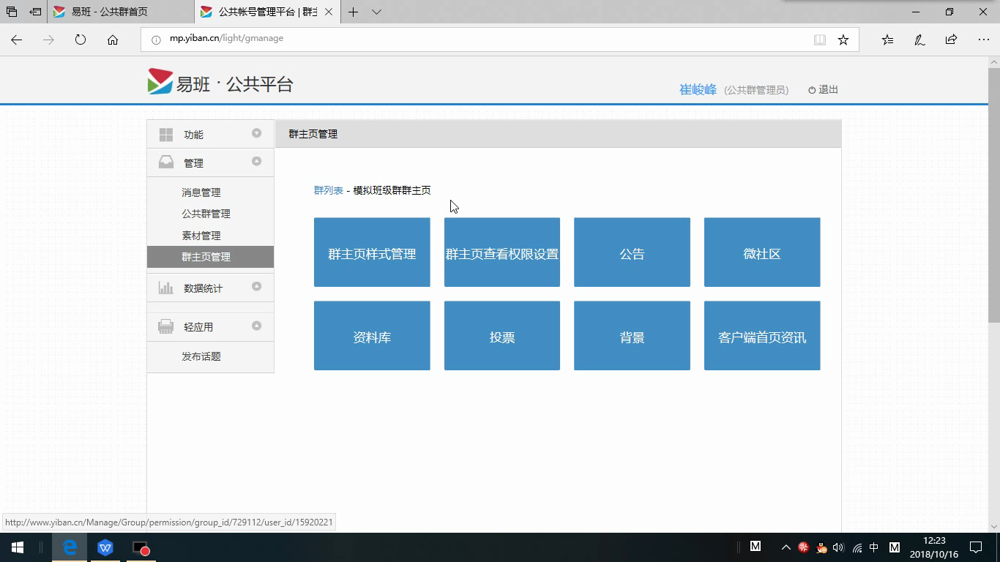 易班 - 公共群首页
公共帐号管理平台 | 群主
mp.yiban.cn/light/gmanage
易班 · 公共平台
崔峻峰 (公共群管理员) 退出
功能
管理
消息管理
公共群管理
素材管理
群主页管理
数据统计
轻应用
发布话题
群主页管理
群列表 - 模拟班级群群主页
群主页样式管理
群主页查看权限设置
公告
微社区
资料库
投票
背景
客户端首页资讯
http://www.yiban.cn/Manage/Group/permission/group_id/729112/user_id/15920221
M
中
M
12:23
2018/10/16